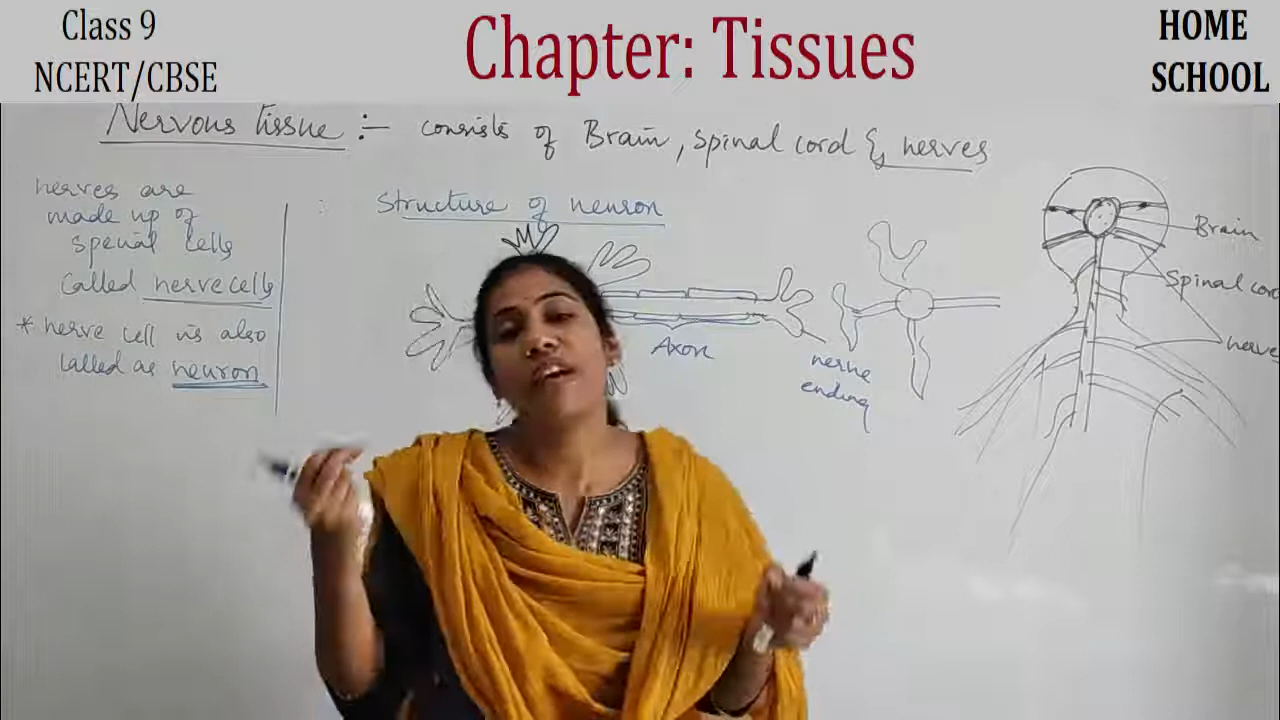 Class 9
NCERT/CBSE
Chapter: Tissues
HOME
SCHOOL
Nervous Tissue :- consists of Brain, spinal cord & nerves
nerves are
made up of
special cells
called nerve cells
* nerve cell is also
called as neuron
Structure of neuron
Axon
nerve
ending
Brain
Spinal cord
nerves